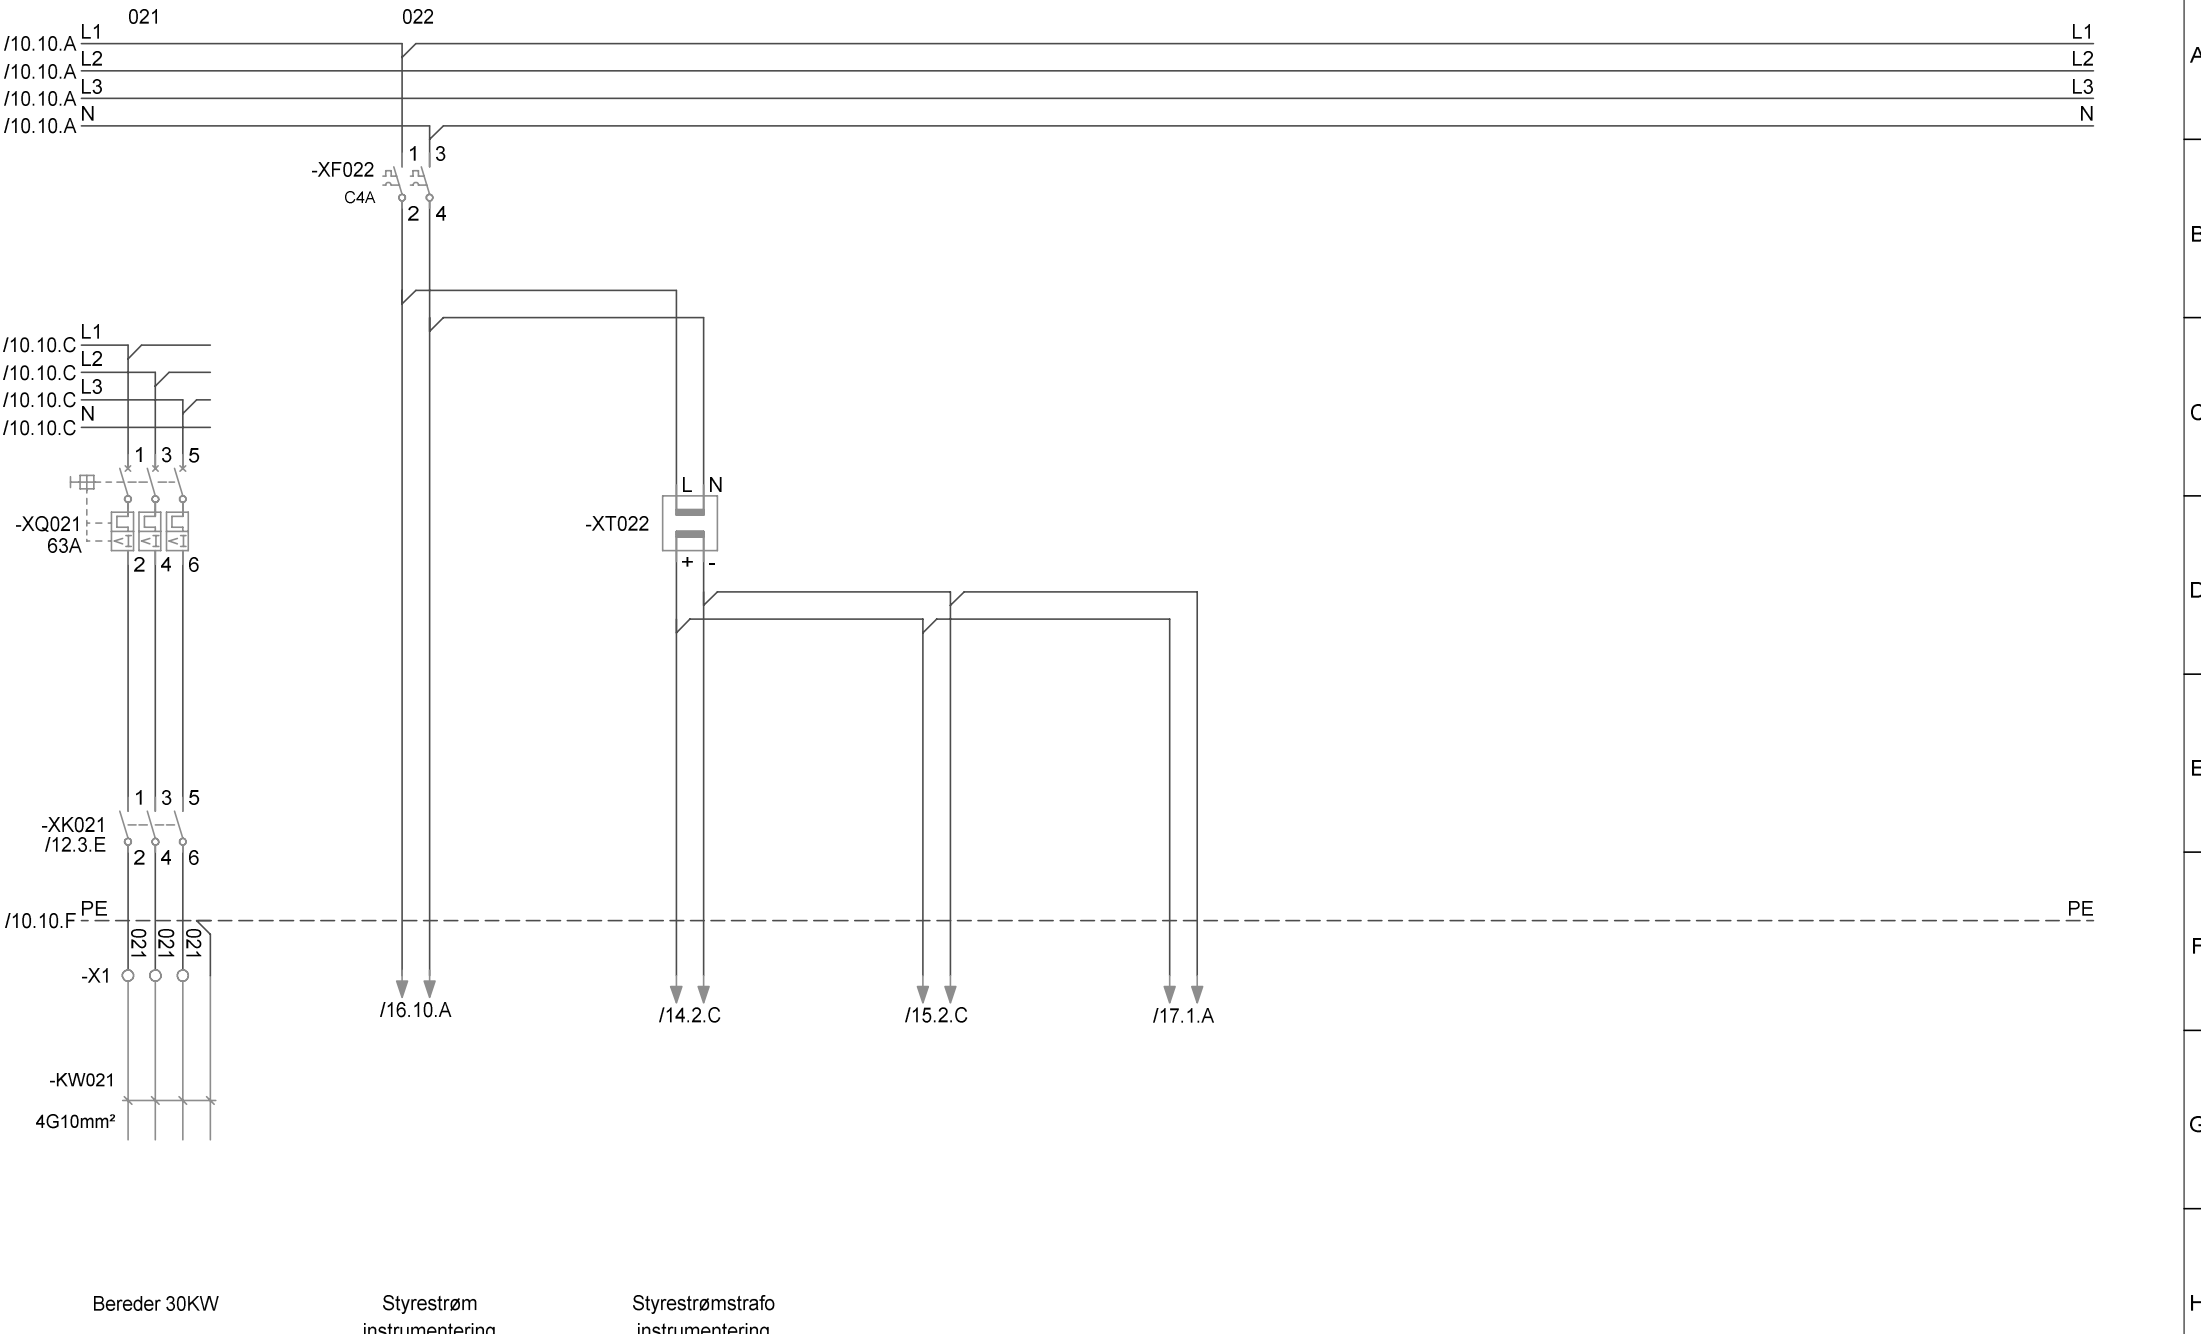 021 022
L1 L1
/10.10.A
A
L2 L2
/10.10.A
L3 L3
/10.10.A
N N
/10.10.A
1 3
-XF022
C4A
2 4
B
L1
/10.10.C
L2
/10.10.C
L3
/10.10.C
N
/10.10.C
C
1 3 5
L N
-XQ021
-XT022
63A
2 4 6
+ -
D
E
1 3 5
-XK021
/12.3.E
2 4 6
PE PE
/10.10.F
021 021 021
F
-X1
/16.10.A
/14.2.C /15.2.C /17.1.A
-KW021
4G10mm²
G
Bereder 30KW Styrestrøm Styrestrømstrafo
H
instrumentering instrumentering